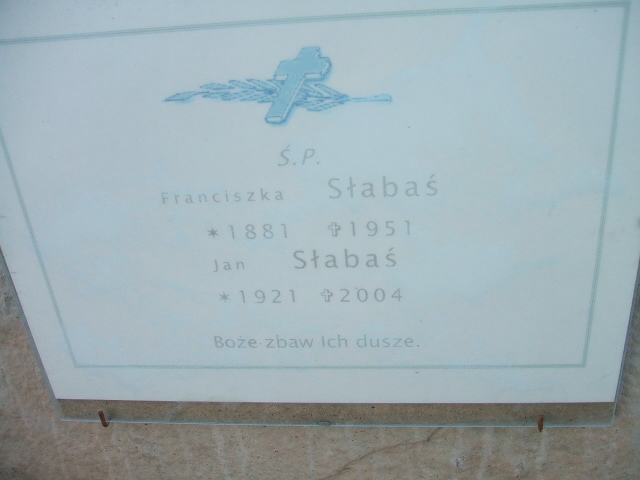 Ś.P.
Franciszka Słabaś
*1881 ✞1951
Jan Słabaś
*1921 ✞2004
Boże zbaw Ich dusze.